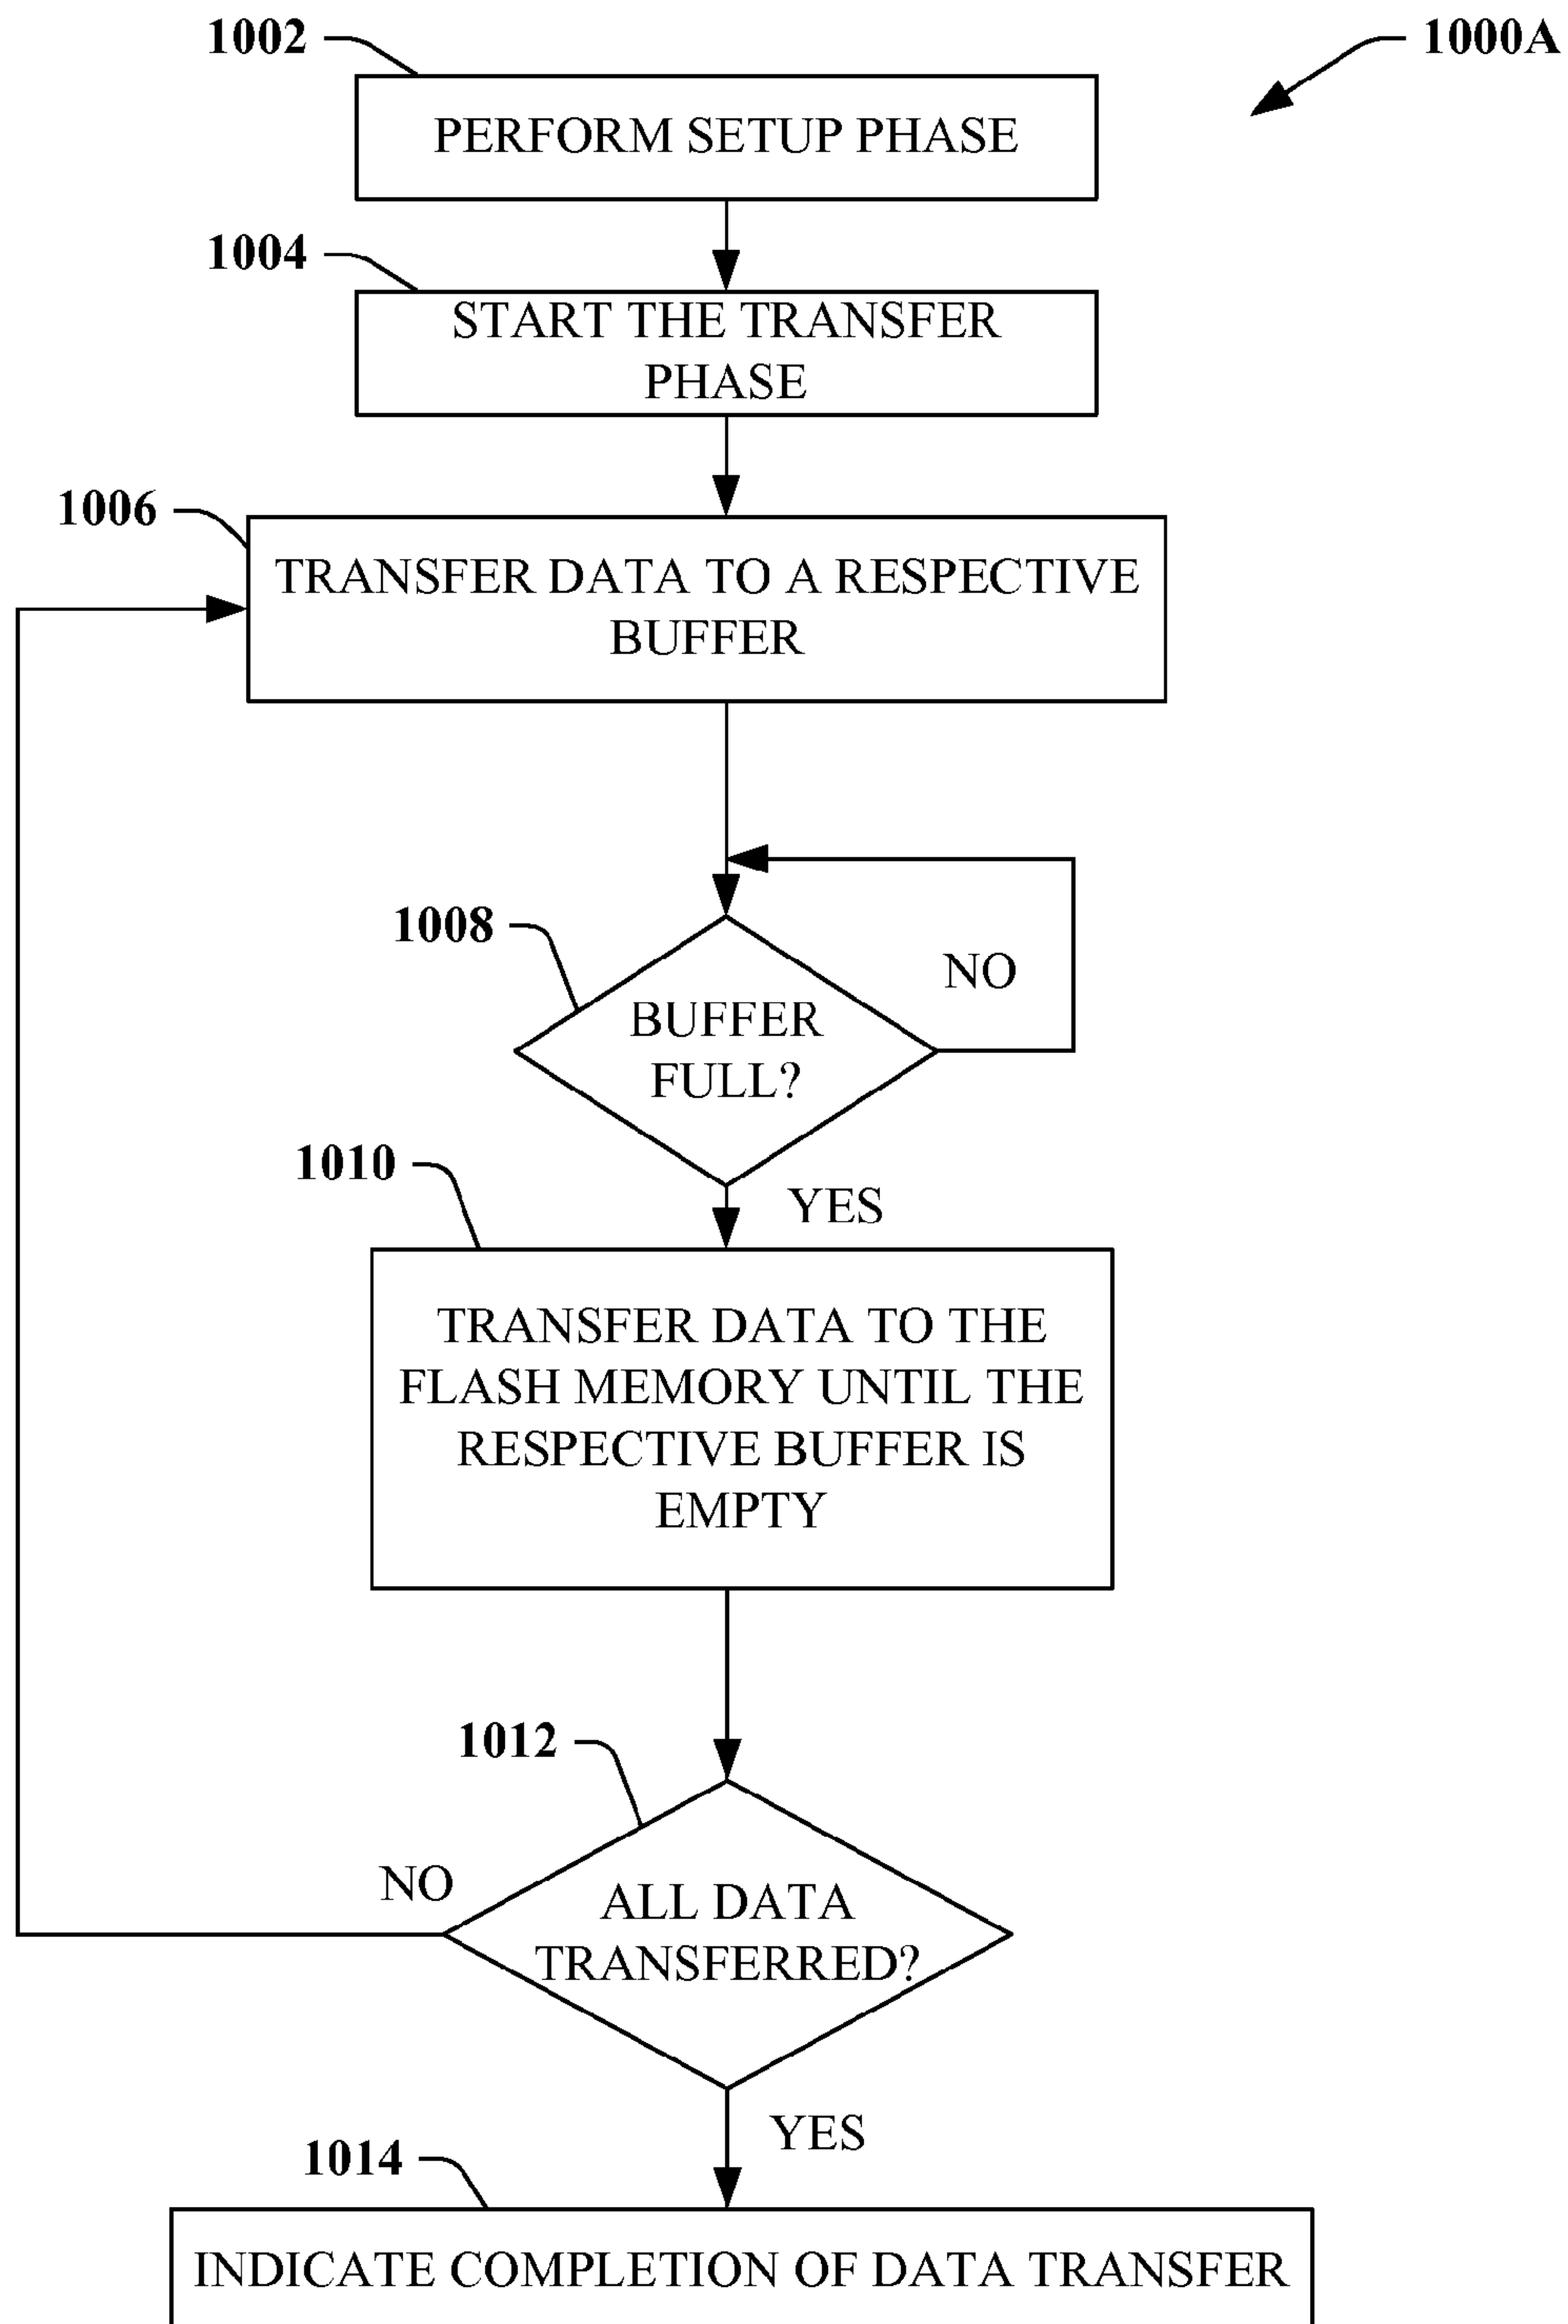 1002
1000A
PERFORM SETUP PHASE
1004
START THE TRANSFER
PHASE
1006
TRANSFER DATA TO A RESPECTIVE
BUFFER
1008
NO
BUFFER
FULL?
1010
YES
TRANSFER DATA TO THE
FLASH MEMORY UNTIL THE
RESPECTIVE BUFFER IS
EMPTY
1012
NO
ALL DATA
TRANSFERRED?
YES
1014
INDICATE COMPLETION OF DATA TRANSFER